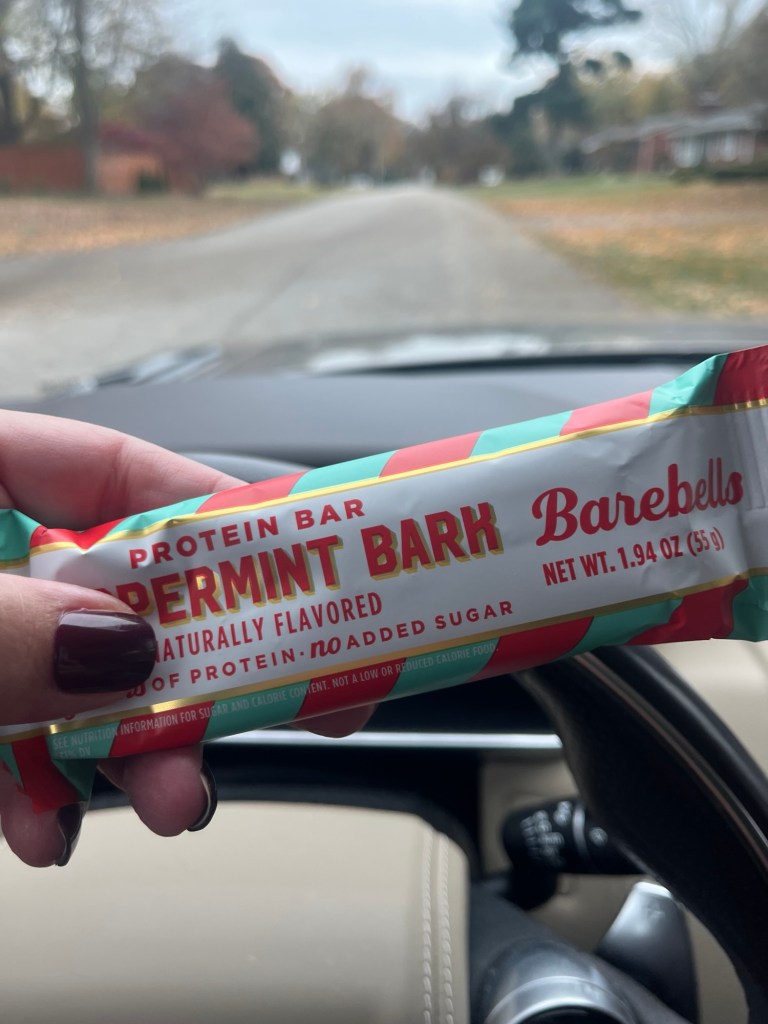 PROTEIN BAR
PERMINT BARK
NATURALLY FLAVORED
OF PROTEIN · no ADDED SUGAR
Barebells
NET WT. 1.94 OZ (55 g)
SEE NUTRITION INFORMATION FOR SUGAR AND CALORIE CONTENT. NOT A LOW OR REDUCED CALORIE FOOD.